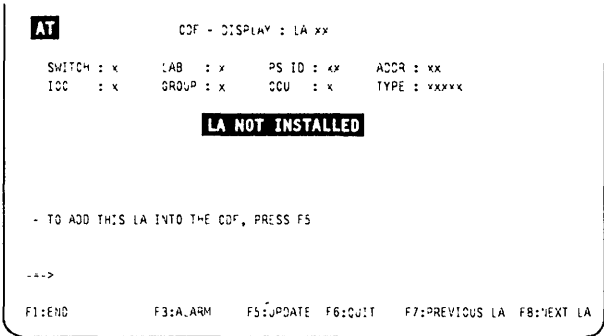 AT CDF - DISPLAY : LA xx
SWITCH : x LAB : x PS ID : xx ADDR : xx
IOC : x GROUP : x CCU : x TYPE : xxxxx
LA NOT INSTALLED
- TO ADD THIS LA INTO THE CDF, PRESS F5
==>
F1:END F3:ALARM F5:UPDATE F6:QUIT F7:PREVIOUS LA F8:NEXT LA